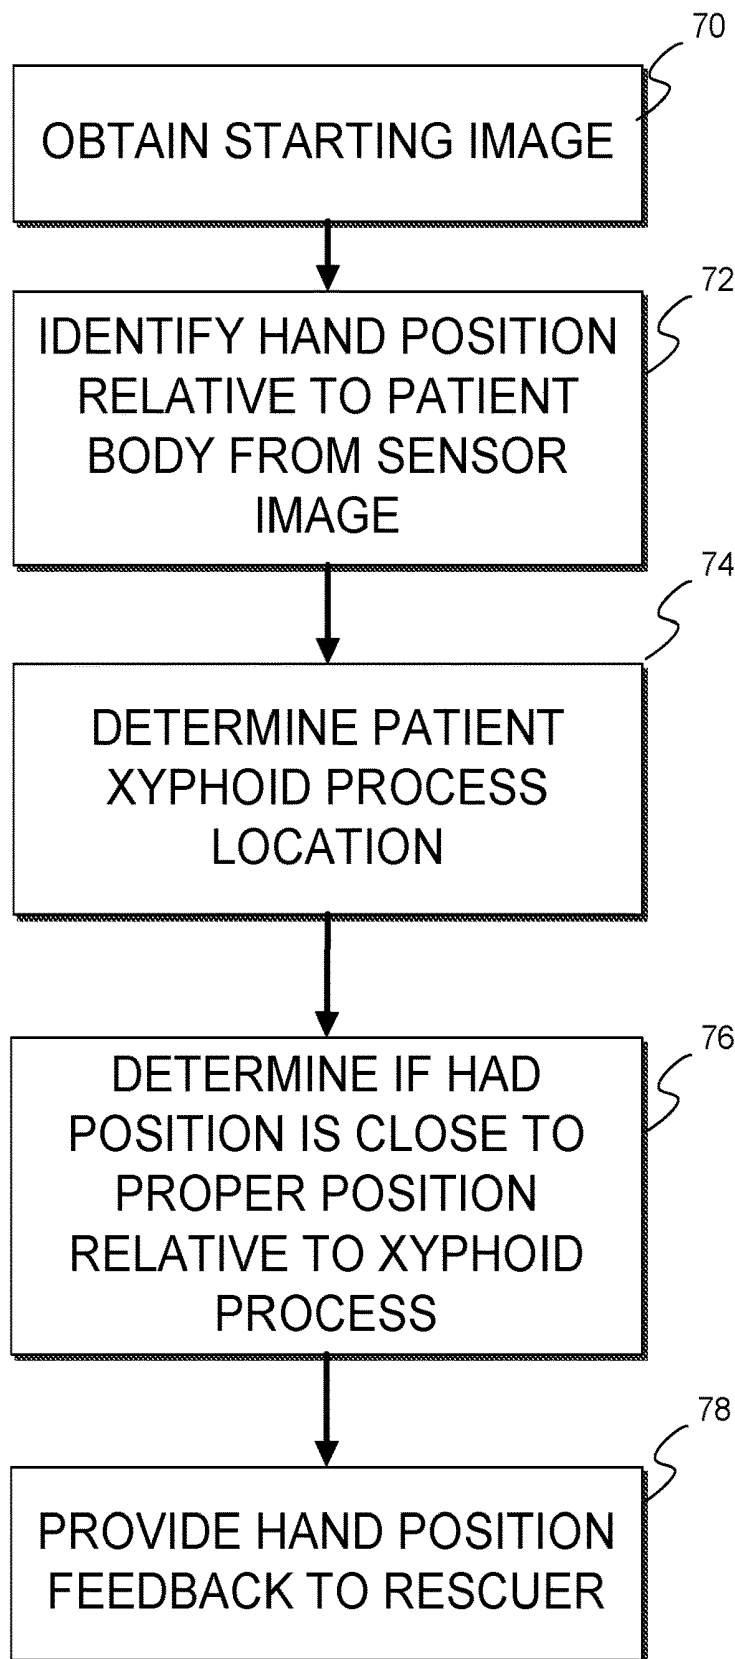 70
OBTAIN STARTING IMAGE
72
IDENTIFY HAND POSITION
RELATIVE TO PATIENT
BODY FROM SENSOR
IMAGE
74
DETERMINE PATIENT
XYPHOID PROCESS
LOCATION
76
DETERMINE IF HAD
POSITION IS CLOSE TO
PROPER POSITION
RELATIVE TO XYPHOID
PROCESS
78
PROVIDE HAND POSITION
FEEDBACK TO RESCUER